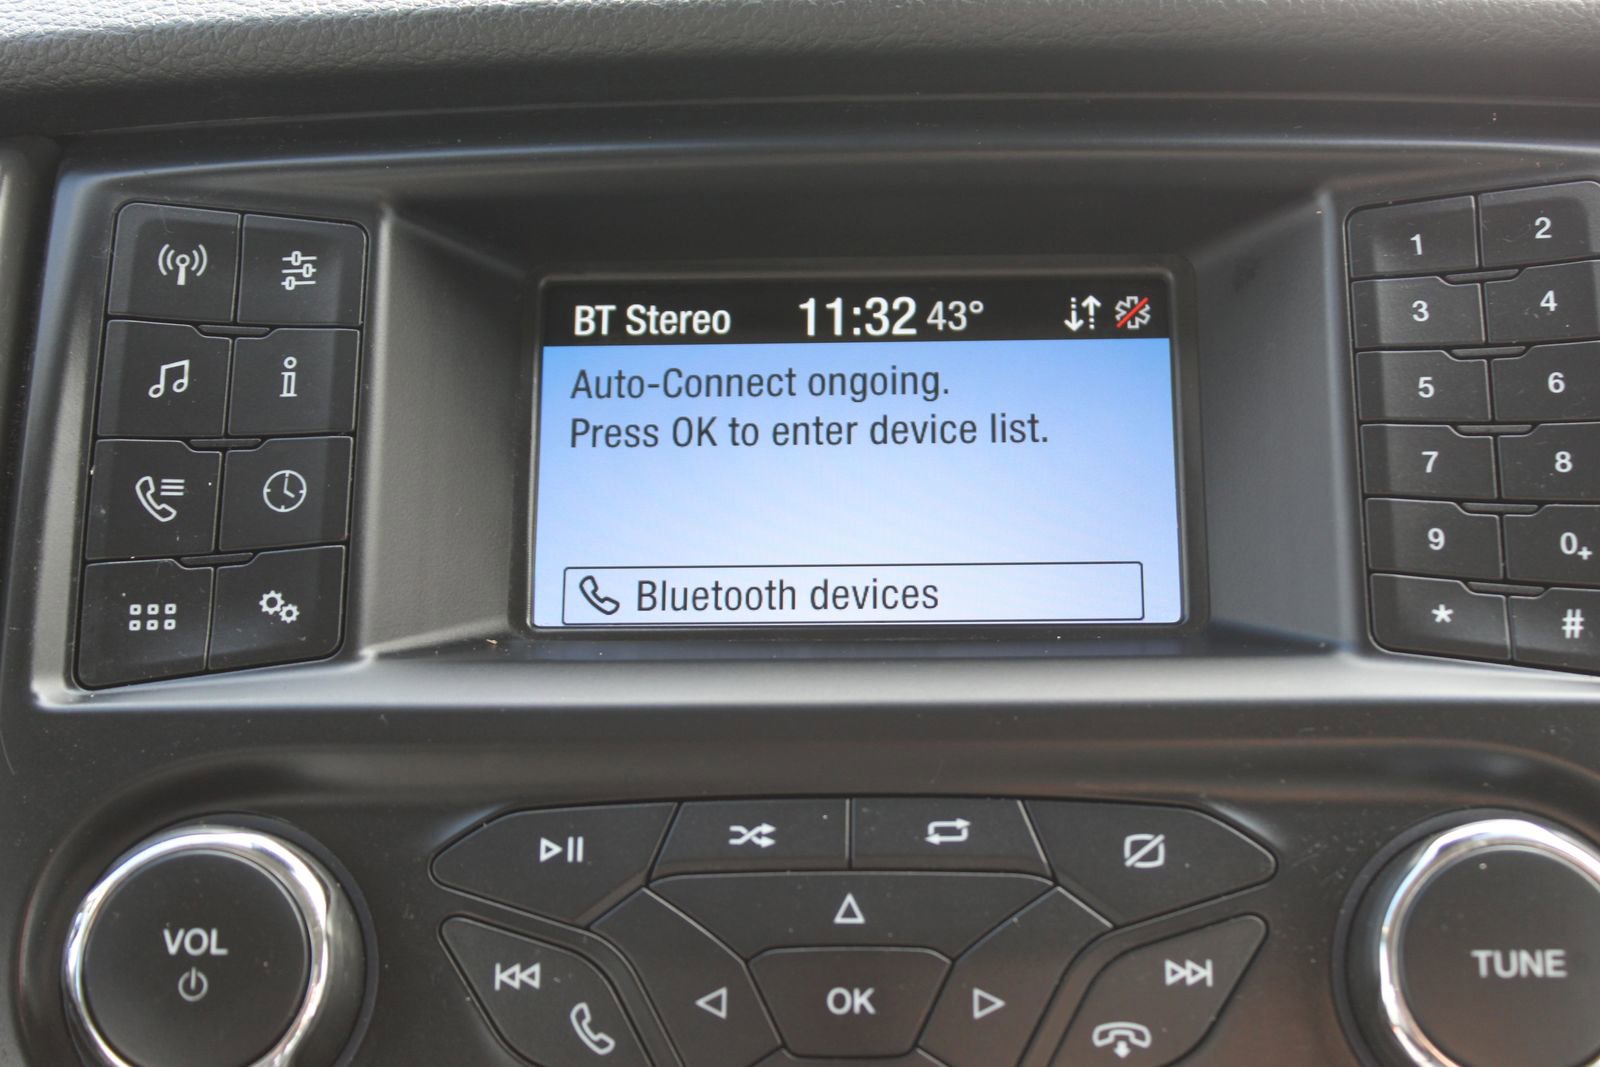 BT Stereo 11:32 43°
Auto-Connect ongoing.
Press OK to enter device list.
Bluetooth devices
1 2
3 4
5 6
7 8
9 0+
* #
VOL
OK
TUNE